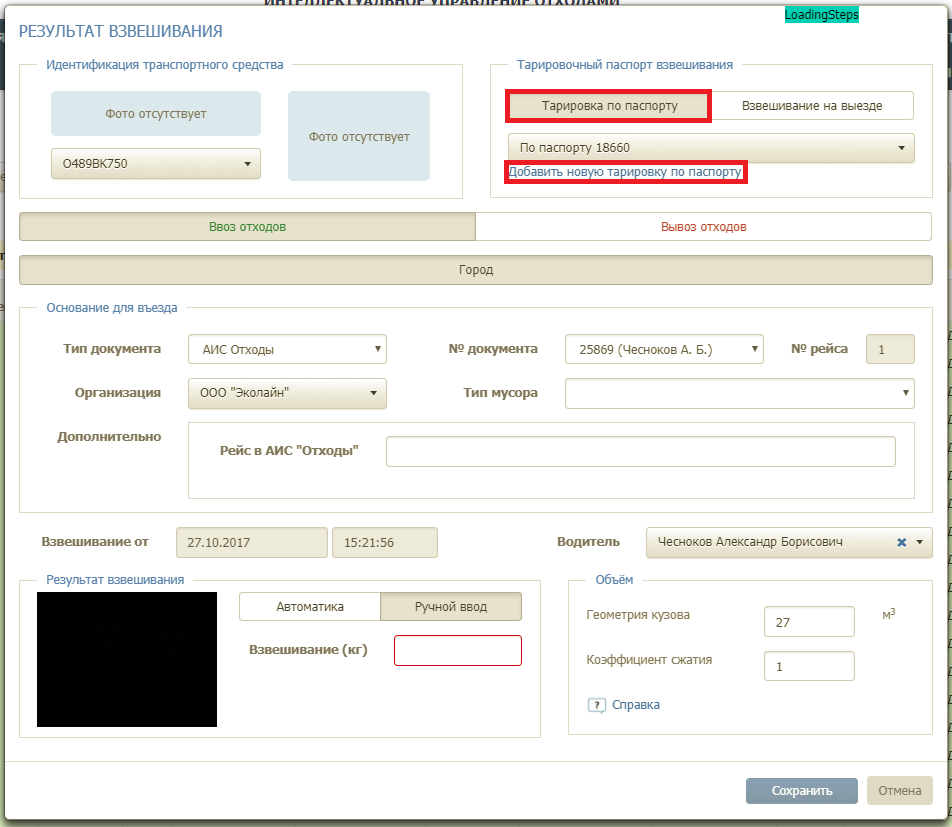 ИНТЕЛЛЕКТУАЛЬНОЕ УПРАВЛЕНИЕ ОТХОДАМИ
LoadingSteps
РЕЗУЛЬТАТ ВЗВЕШИВАНИЯ
Идентификация транспортного средства
Фото отсутствует
Фото отсутствует
О489ВК750
Тарировочный паспорт взвешивания
Тарировка по паспорту
Взвешивание на выезде
По паспорту 18660
Добавить новую тарировку по паспорту
Ввоз отходов
Вывоз отходов
Город
Основание для въезда
Тип документа
АИС Отходы
№ документа
25869 (Чесноков А. Б.)
№ рейса
1
Организация
ООО "Эколайн"
Тип мусора
Дополнительно
Рейс в АИС "Отходы"
Взвешивание от
27.10.2017
15:21:56
Водитель
Чесноков Александр Борисович
Результат взвешивания
Автоматика
Ручной ввод
Взвешивание (кг)
Объём
Геометрия кузова
27
м³
Коэффициент сжатия
1
? Справка
Сохранить
Отмена